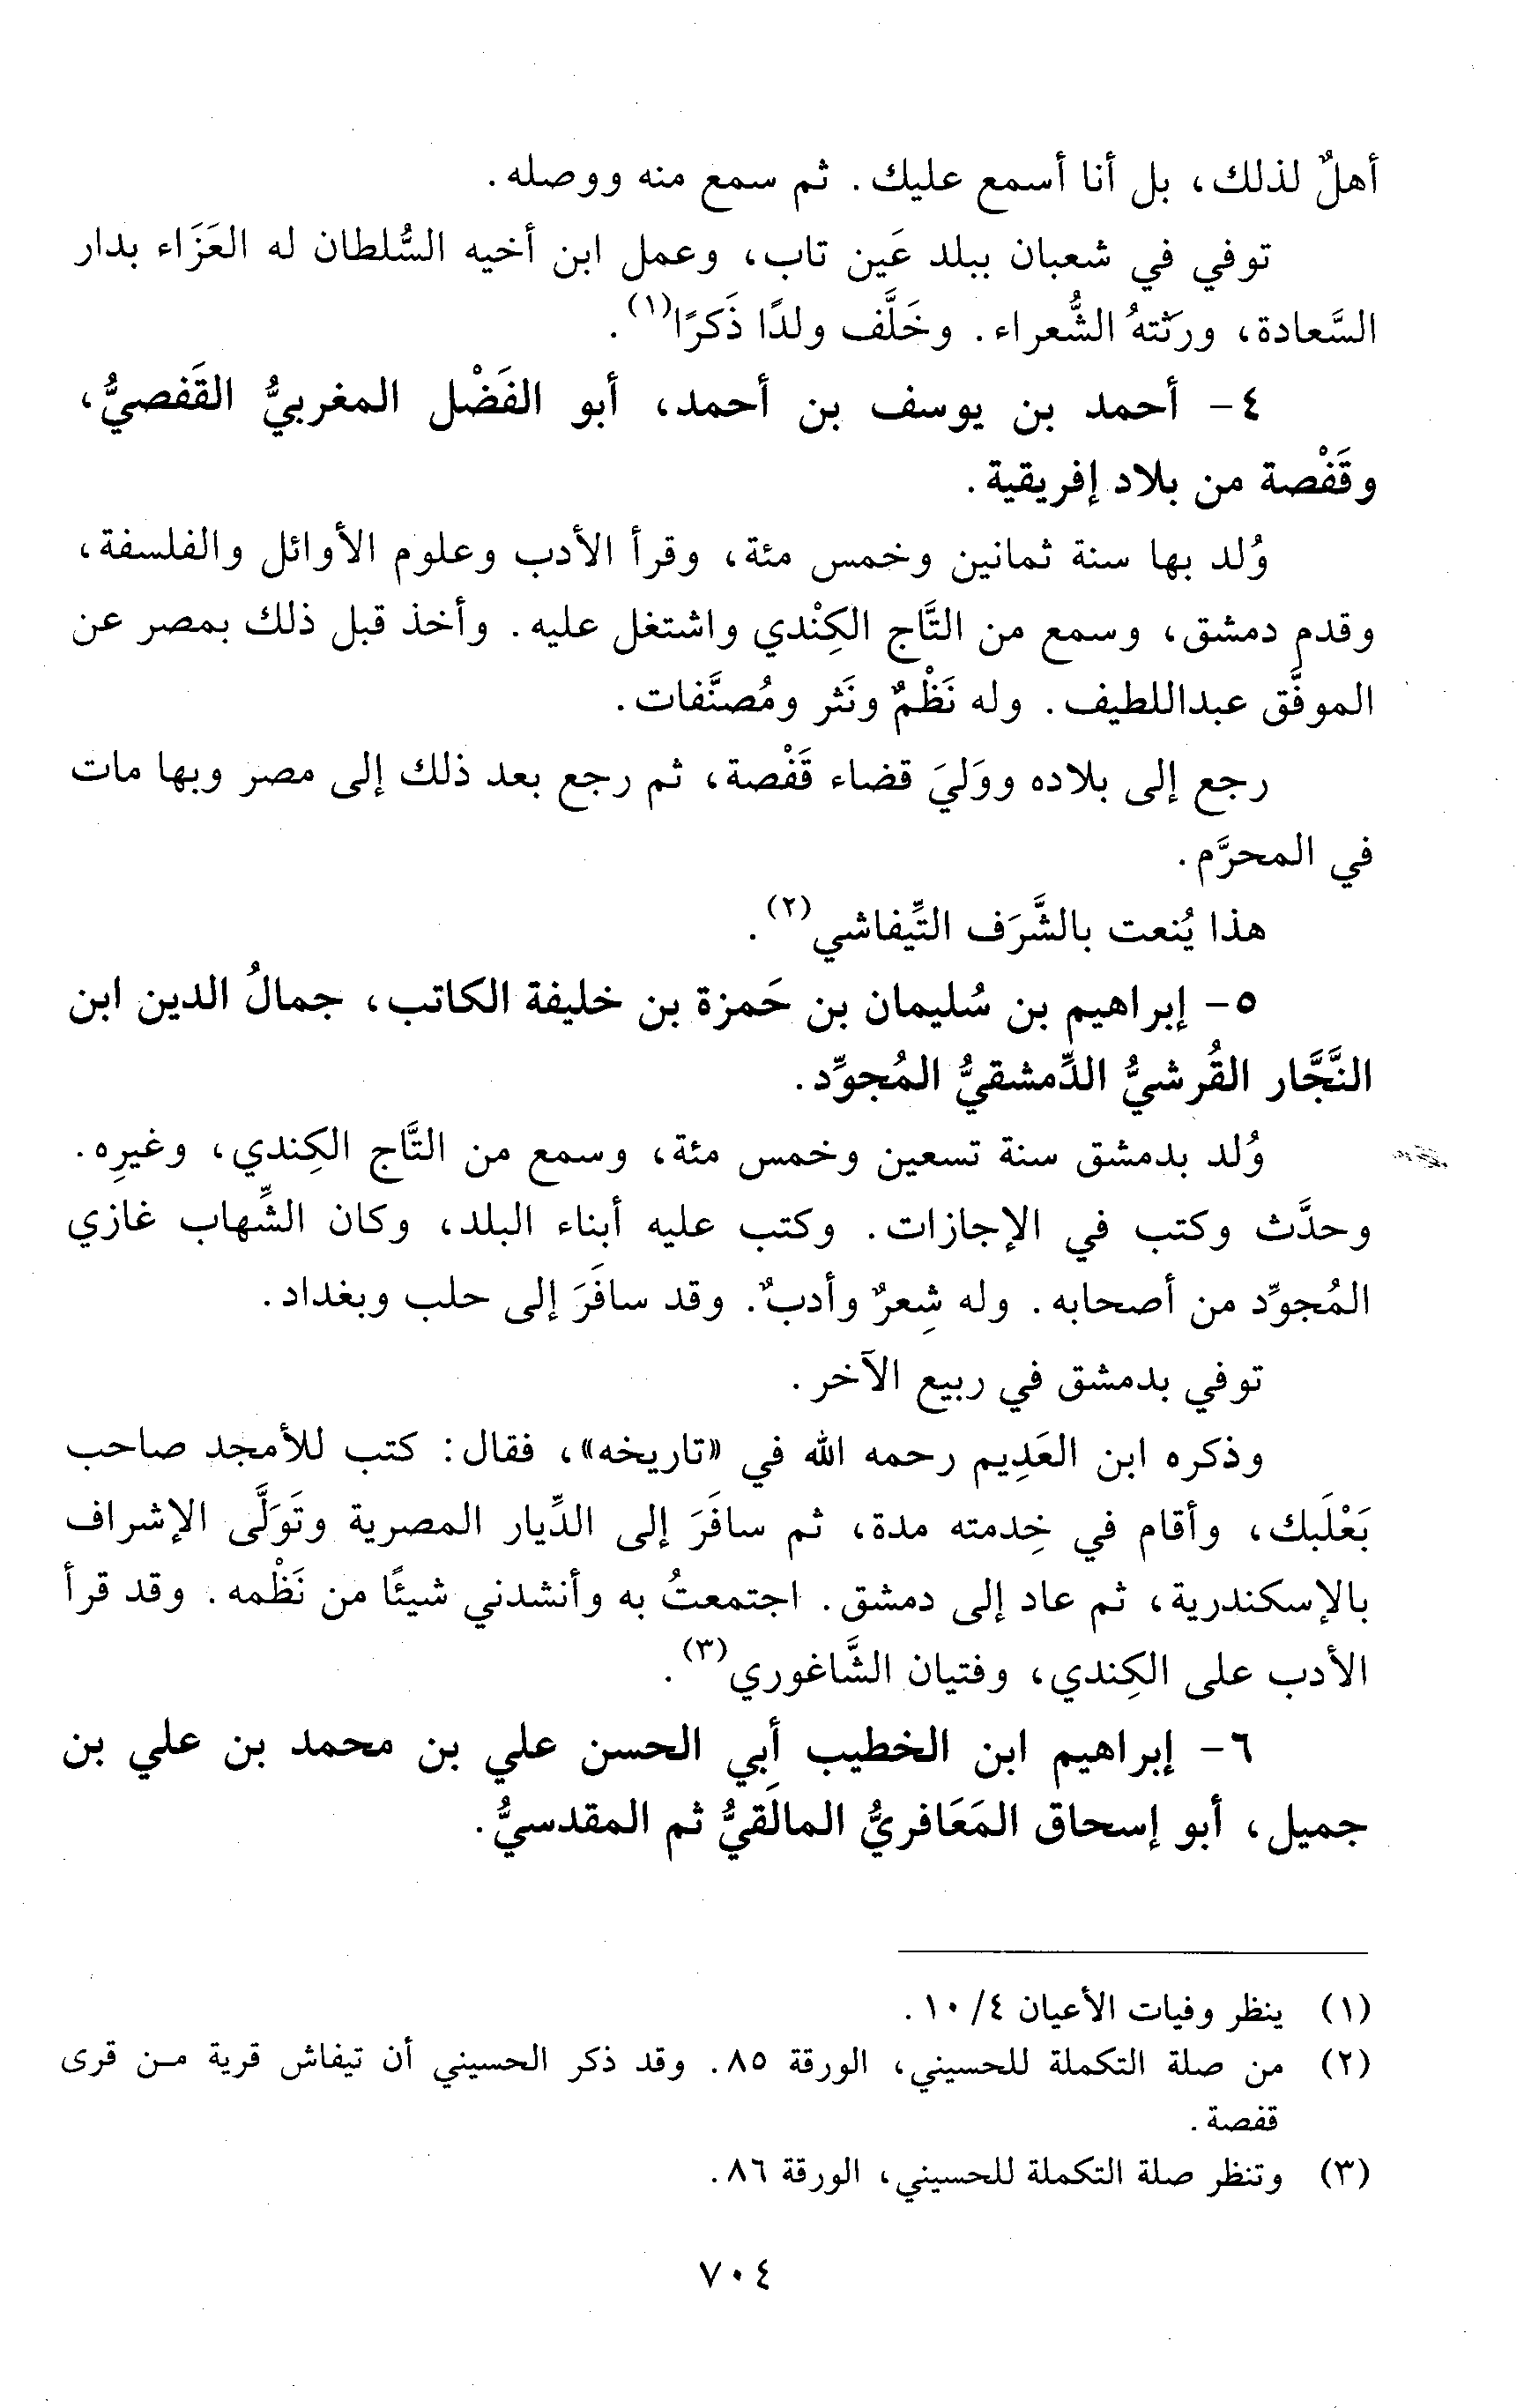 أهلٌ لذلك، بل أنا أسمع عليك. ثم سمع منه ووصله.
توفي في شعبان ببلد عَين تاب، وعمل ابن أخيه السُّلطان له العَزَاء بدار
السَّعادة، ورثتهُ الشُّعراء. وخَلَّف ولدًا ذَكرًا(١).
٤- أحمد بن يوسف بن أحمد، أبو الفَضْل المغربيُّ القَفصيُّ،
وقَفْصة من بلاد إفريقية.
وُلد بها سنة ثمانين وخمس مئة، وقرأ الأدب وعلوم الأوائل والفلسفة،
وقدم دمشق، وسمع من التَّاج الكِنْدي واشتغل عليه. وأخذ قبل ذلك بمصر عن
الموفَّق عبداللطيف. وله نَظْمٌ ونَثر ومُصنَّفات.
رجع إلى بلاده ووَليَ قضاء قَفْصة، ثم رجع بعد ذلك إلى مصر وبها مات
في المحرَّم.
هذا يُنعت بالشَّرَف التِّيفاشي(٢).
٥- إبراهيم بن سُليمان بن حَمزة بن خليفة الكاتب، جمالُ الدين ابن
النَّجَّار القُرشيُّ الدِّمشقيُّ المُجوِّد.
وُلد بدمشق سنة تسعين وخمس مئة، وسمع من التَّاج الكِندي، وغيرِه.
وحدَّث وكتب في الإجازات. وكتب عليه أبناء البلد، وكان الشِّهاب غازي
المُجوِّد من أصحابه. وله شِعرٌ وأدبٌ. وقد سافَرَ إلى حلب وبغداد.
توفي بدمشق في ربيع الآخر.
وذكره ابن العَدِيم رحمه الله في «تاريخه»، فقال: كتب للأمجد صاحب
بَعْلَبك، وأقام في خِدمته مدة، ثم سافَرَ إلى الدِّيار المصرية وتَوَلَّى الإشراف
بالإسكندرية، ثم عاد إلى دمشق. اجتمعتُ به وأنشدني شيئًا من نَظْمه. وقد قرأ
الأدب على الكِندي، وفتيان الشَّاغوري(٣).
٦- إبراهيم ابن الخطيب أبي الحسن علي بن محمد بن علي بن
جميل، أبو إسحاق المَعَافريُّ المالَقيُّ ثم المقدسيُّ.
(١) ينظر وفيات الأعيان ٤/ ١٠.
(٢) من صلة التكملة للحسيني، الورقة ٨٥. وقد ذكر الحسيني أن تيفاش قرية من قرى
قفصة.
(٣) وتنظر صلة التكملة للحسيني، الورقة ٨٦.
٧٠٤